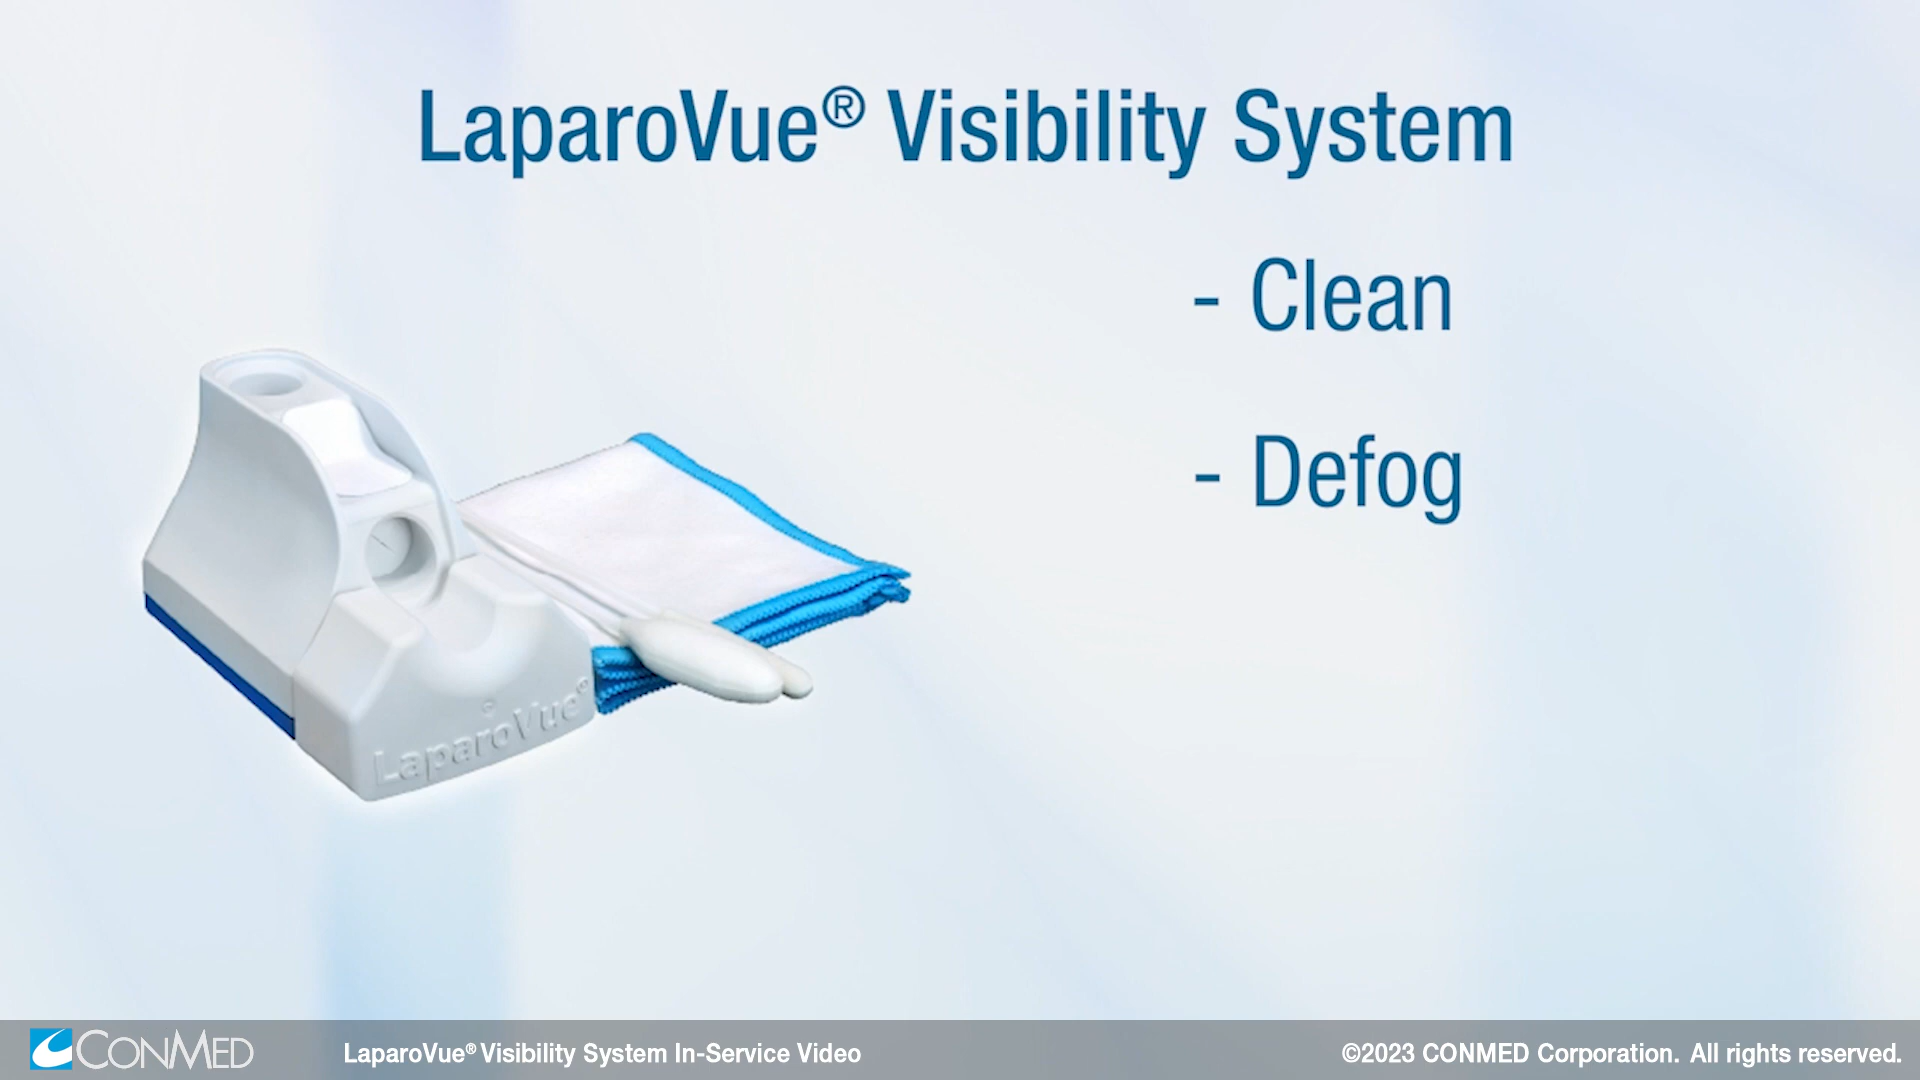 LaparoVue® Visibility System
- Clean
- Defog
LaparoVue®
CONMED
LaparoVue® Visibility System In-Service Video
©2023 CONMED Corporation. All rights reserved.